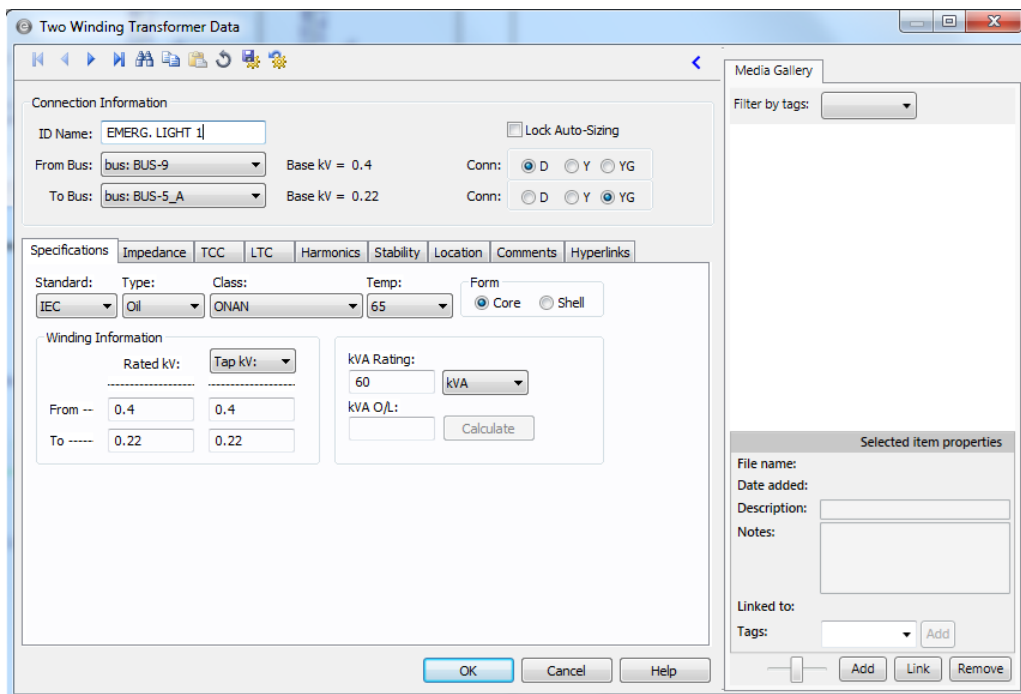 Two Winding Transformer Data
Connection Information
ID Name: EMERG. LIGHT 1
Lock Auto-Sizing
From Bus: bus: BUS-9 Base kV = 0.4 Conn: D Y YG
To Bus: bus: BUS-5_A Base kV = 0.22 Conn: D Y YG
Specifications Impedance TCC LTC Harmonics Stability Location Comments Hyperlinks
Standard: Type: Class: Temp: Form
IEC Oil ONAN 65 Core Shell
Winding Information
Rated kV: Tap kV:
From -- 0.4 0.4
To ----- 0.22 0.22
kVA Rating:
60 kVA
kVA O/L:
Calculate
OK Cancel Help
Media Gallery
Filter by tags:
Selected item properties
File name:
Date added:
Description:
Notes:
Linked to:
Tags: Add
Add Link Remove